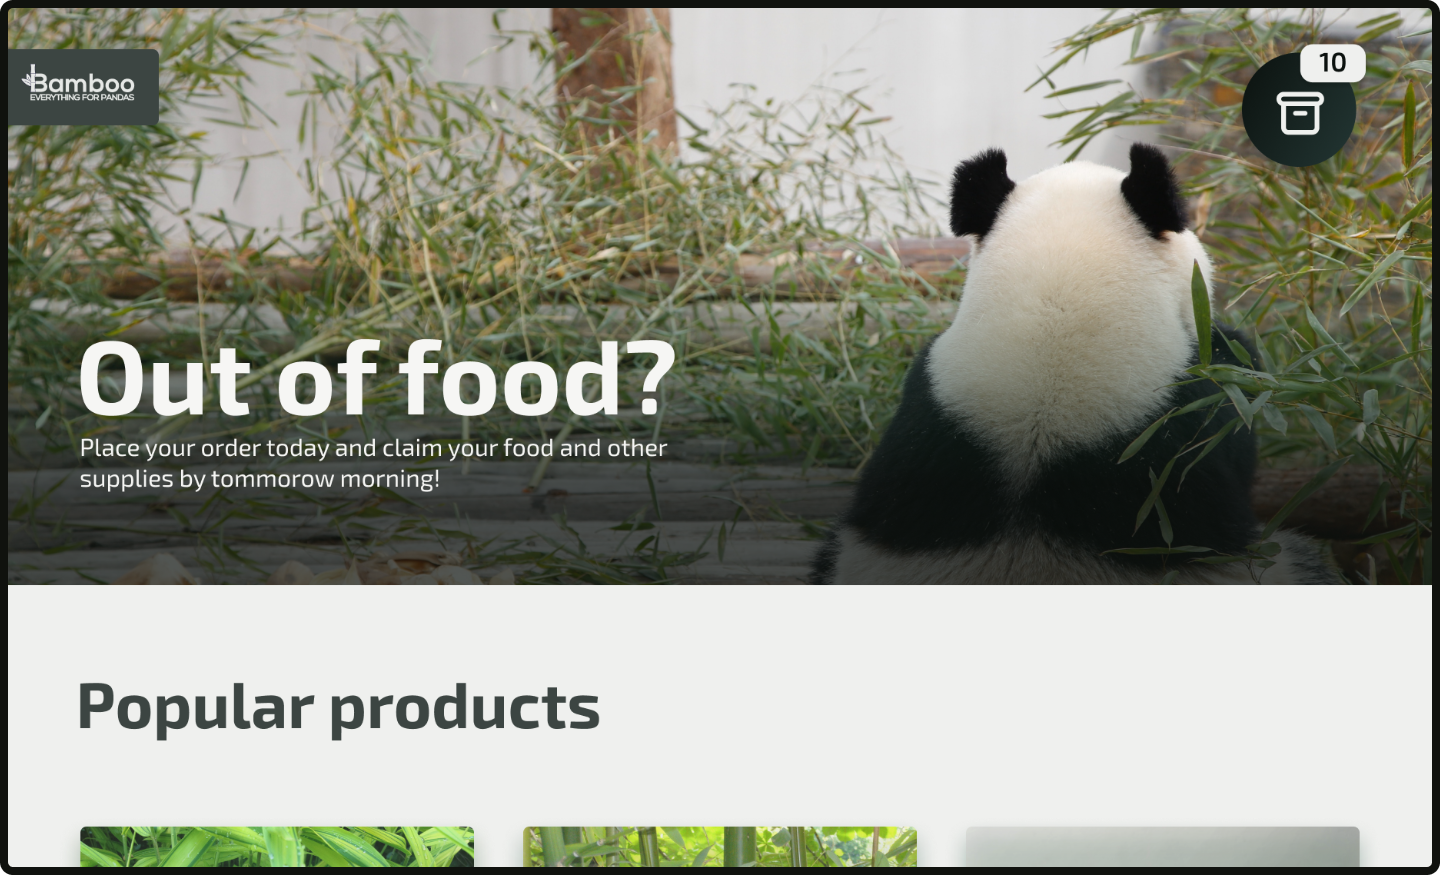 Bamboo
EVERYTHING FOR PANDAS
10
Out of food?
Place your order today and claim your food and other
supplies by tommorow morning!
Popular products